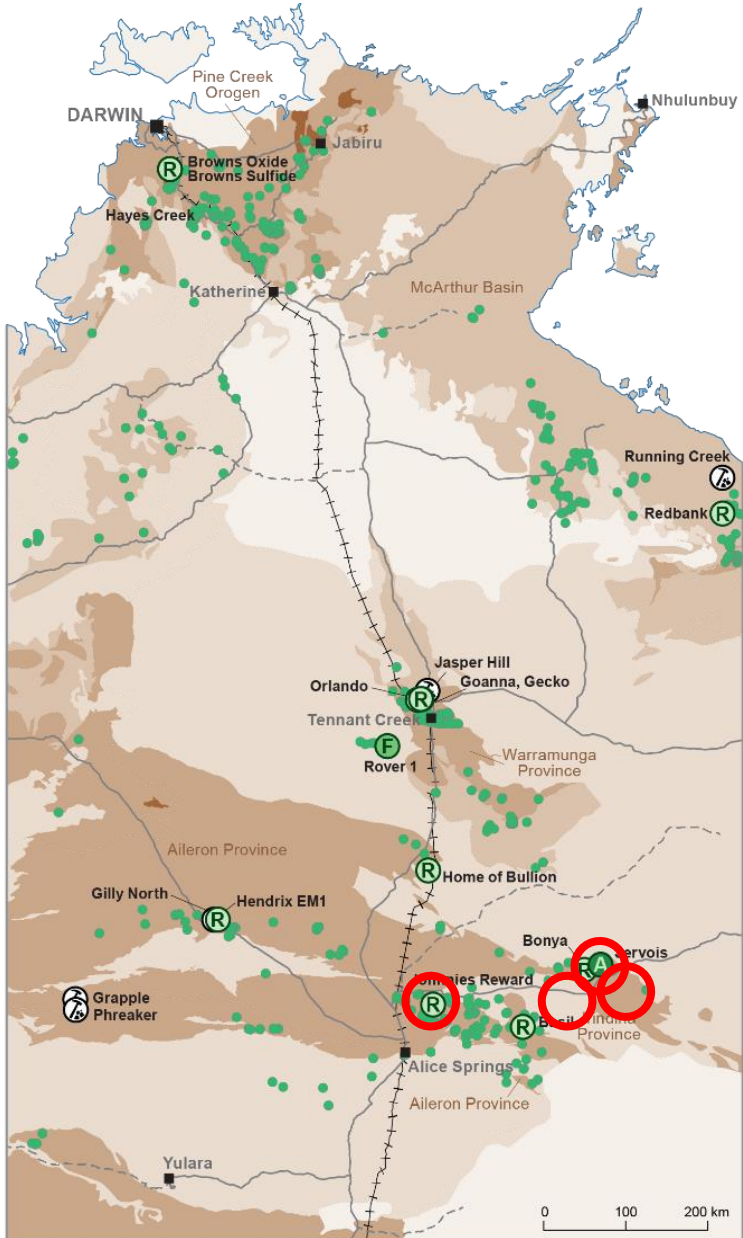 Pine Creek
Orogen
DARWIN
Nhulunbuy
Jabiru
R
Browns Oxide
Browns Sulfide
Hayes Creek
Katherine
McArthur Basin
Running Creek
Redbank
R
Jasper Hill
Orlando
R
Goanna, Gecko
Tennant Creek
F
Rover 1
Warramunga
Province
Aileron Province
R
Home of Bullion
Gilly North
R
Hendrix EM1
Bonya
R
A
Reward
R
Grapple
Phreaker
R
Basil
Province
Alice Springs
Aileron Province
Yulara
0 100 200 km